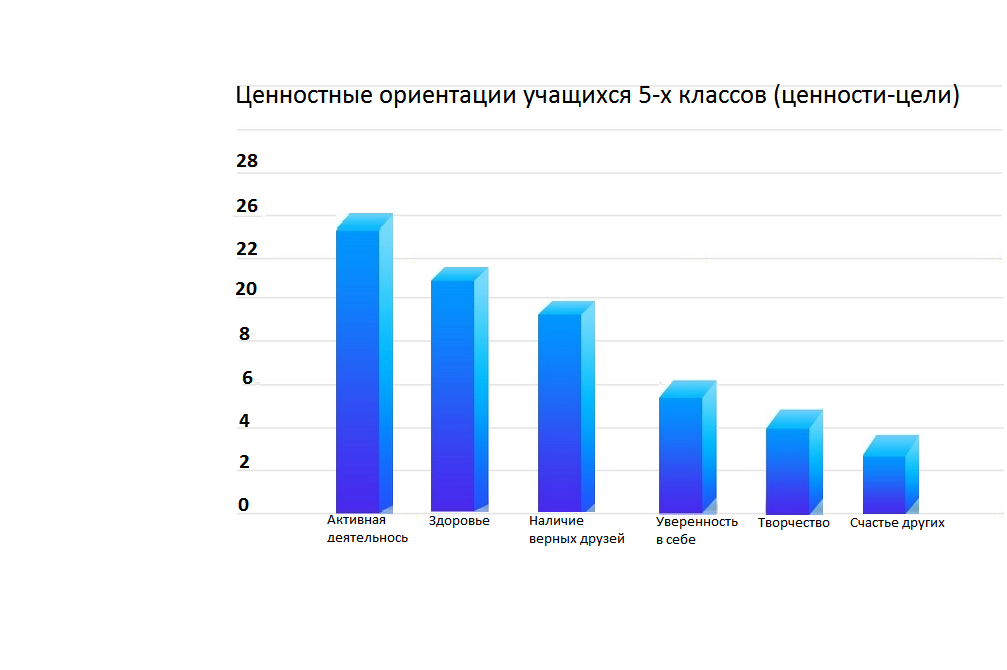 Ценностные ориентации учащихся 5-х классов (ценности-цели)
28
26
22
20
8
6
4
2
0
Активная
деятельнось
Здоровье
Наличие
верных друзей
Уверенность
в себе
Творчество
Счастье других